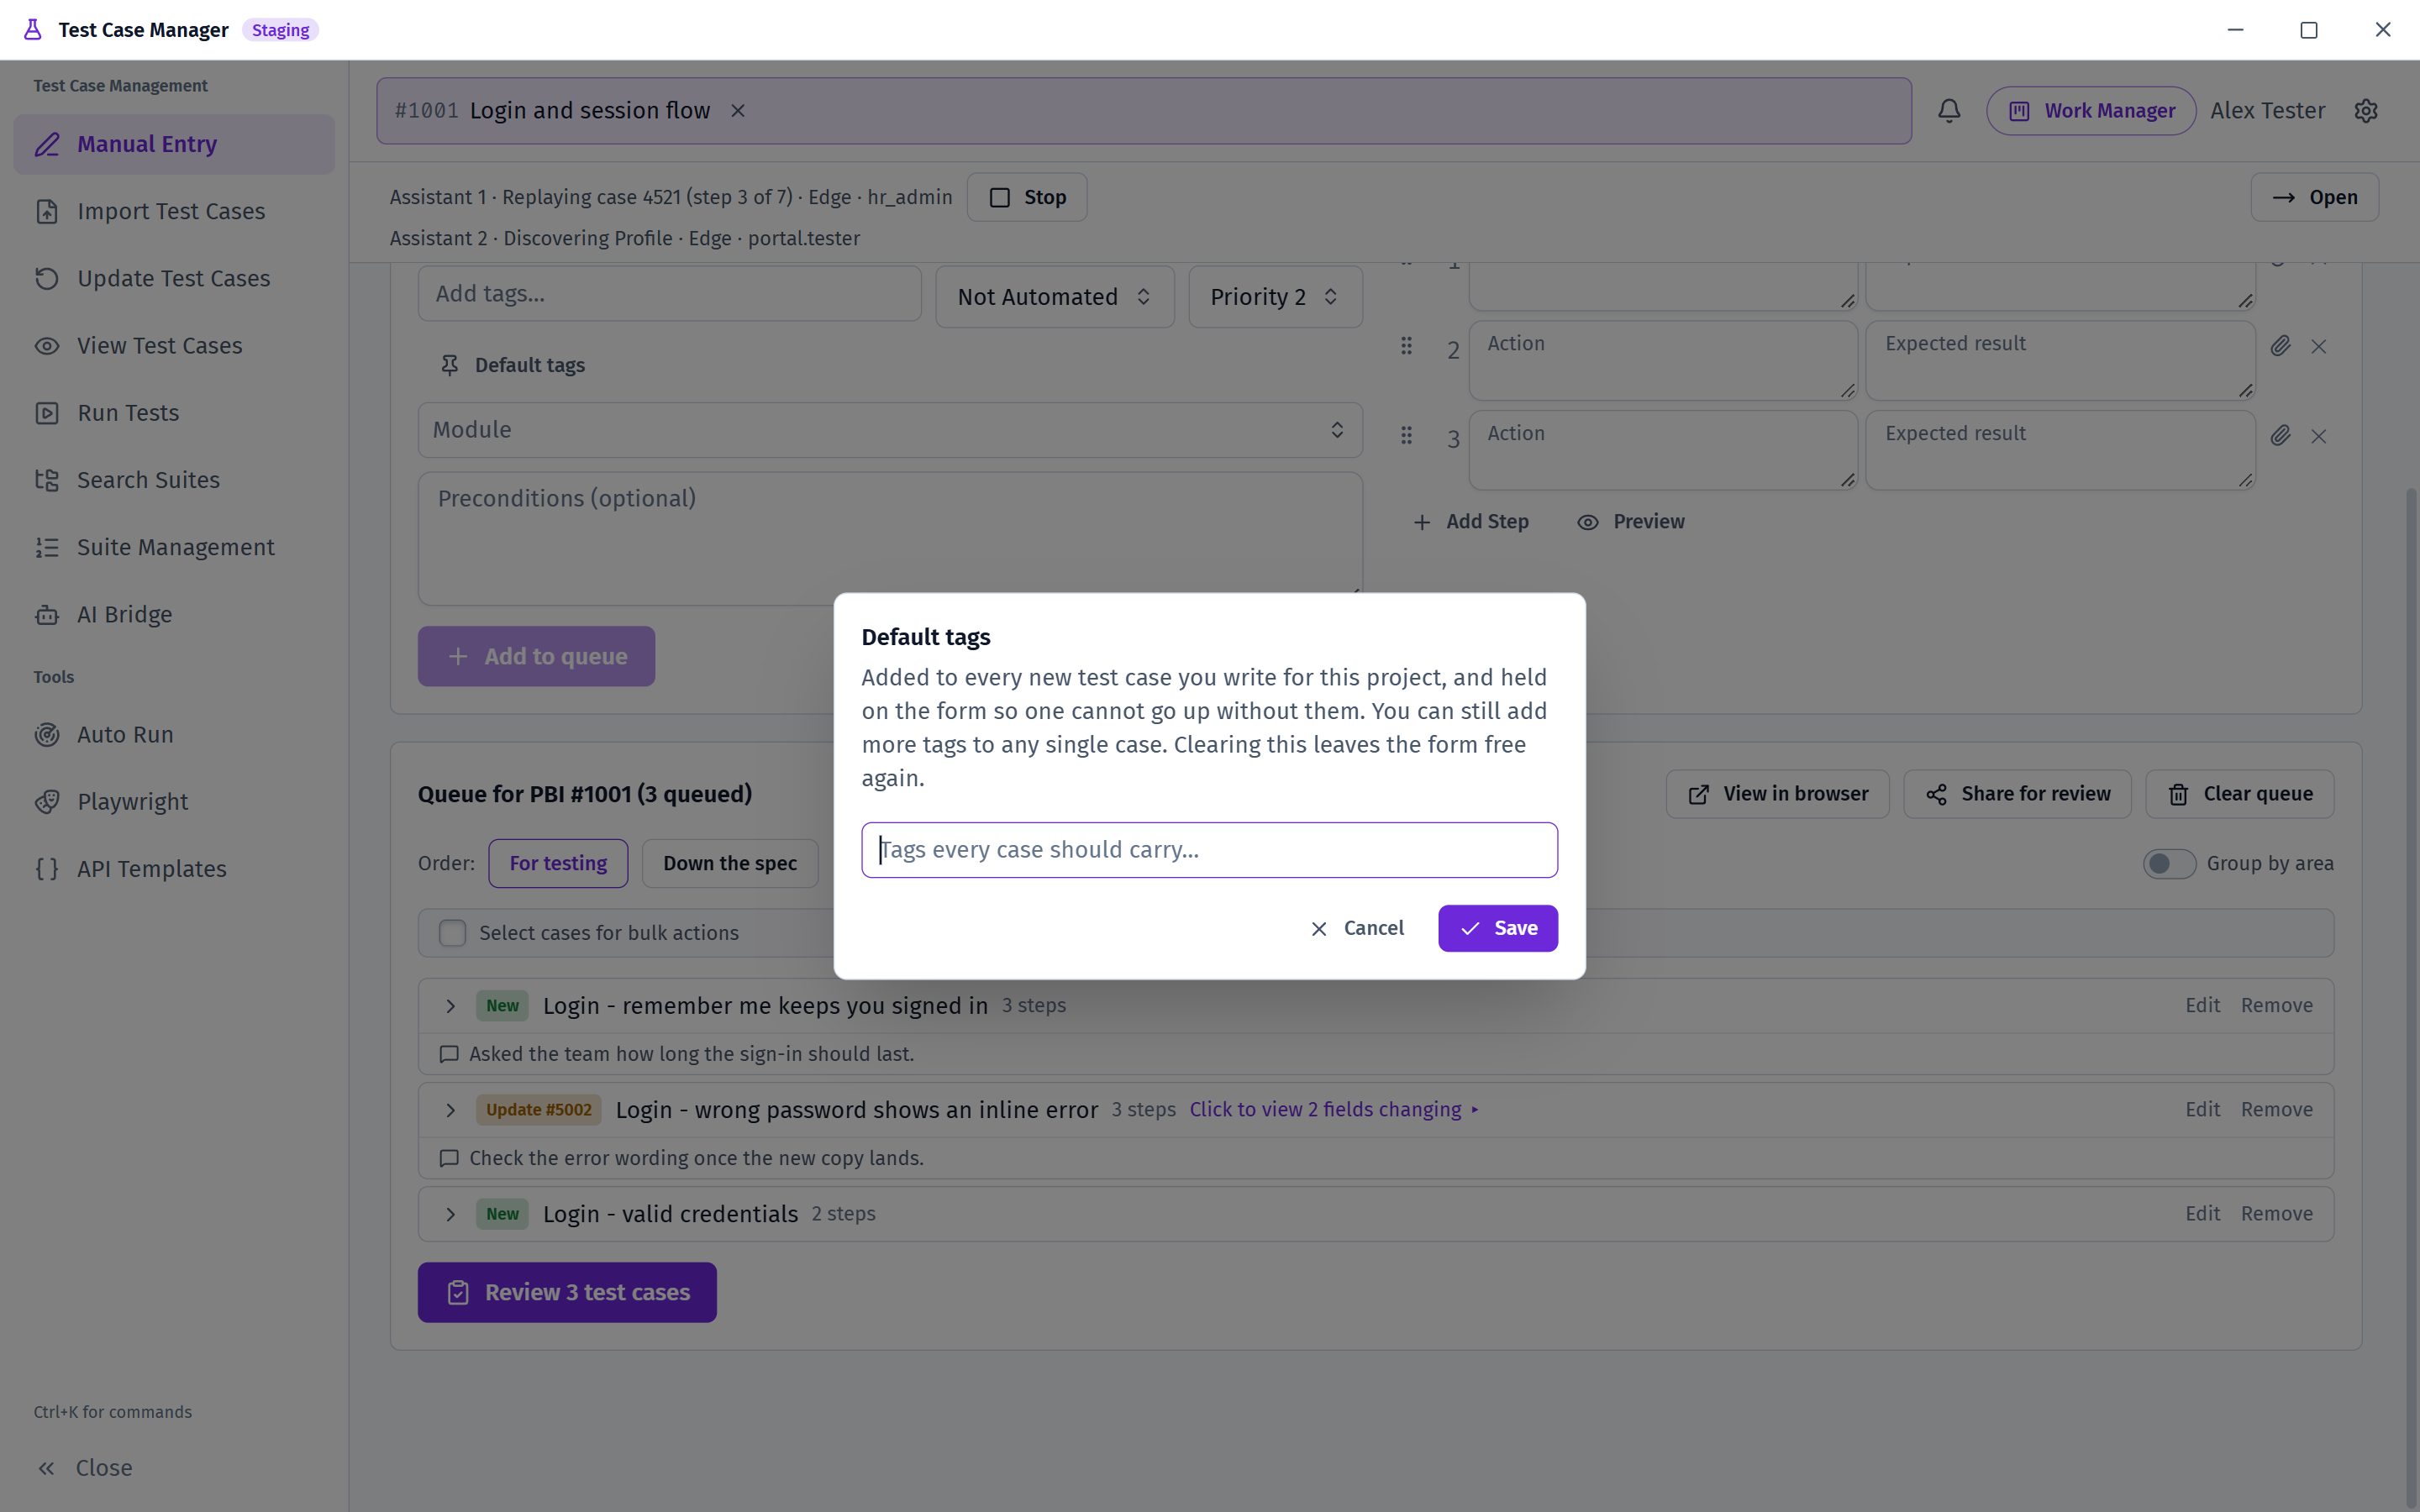 Test Case Manager Staging
Test Case Management
Manual Entry
Import Test Cases
Update Test Cases
View Test Cases
Run Tests
Search Suites
Suite Management
AI Bridge
Tools
Auto Run
Playwright
API Templates
Ctrl+K for commands
Close
#1001 Login and session flow
Work Manager
Alex Tester
Assistant 1 · Replaying case 4521 (step 3 of 7) · Edge · hr_admin
Stop
Open
Assistant 2 · Discovering Profile · Edge · portal.tester
Add tags...
Not Automated
Priority 2
Default tags
Module
Preconditions (optional)
Add to queue
1
2 Action Expected result
3 Action Expected result
Add Step
Preview
Default tags
Added to every new test case you write for this project, and held
on the form so one cannot go up without them. You can still add
more tags to any single case. Clearing this leaves the form free
again.
Tags every case should carry...
Cancel
Save
Queue for PBI #1001 (3 queued)
View in browser
Share for review
Clear queue
Order: For testing Down the spec
Group by area
Select cases for bulk actions
New Login - remember me keeps you signed in 3 steps Edit Remove
Asked the team how long the sign-in should last.
Update #5002 Login - wrong password shows an inline error 3 steps Click to view 2 fields changing ▸ Edit Remove
Check the error wording once the new copy lands.
New Login - valid credentials 2 steps Edit Remove
Review 3 test cases